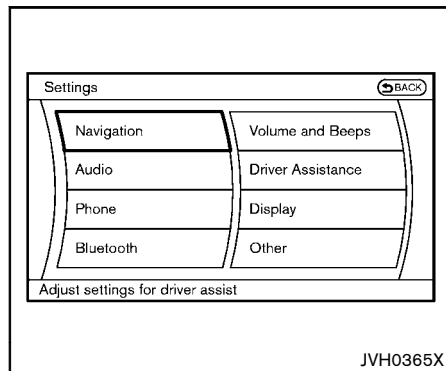 Settings
BACK
Navigation
Volume and Beeps
Audio
Driver Assistance
Phone
Display
Bluetooth
Other
Adjust settings for driver assist
JVH0365X